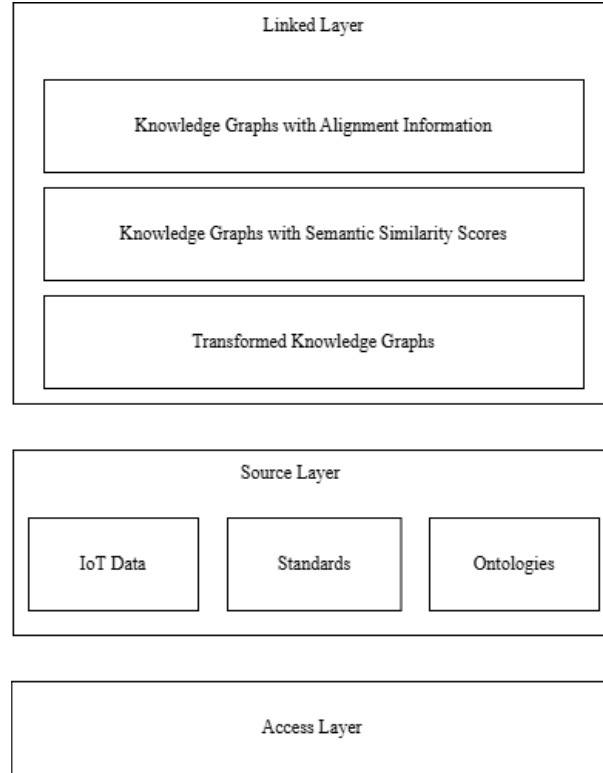 Linked Layer
Knowledge Graphs with Alignment Information
Knowledge Graphs with Semantic Similarity Scores
Transformed Knowledge Graphs
Source Layer
IoT Data
Standards
Ontologies
Access Layer